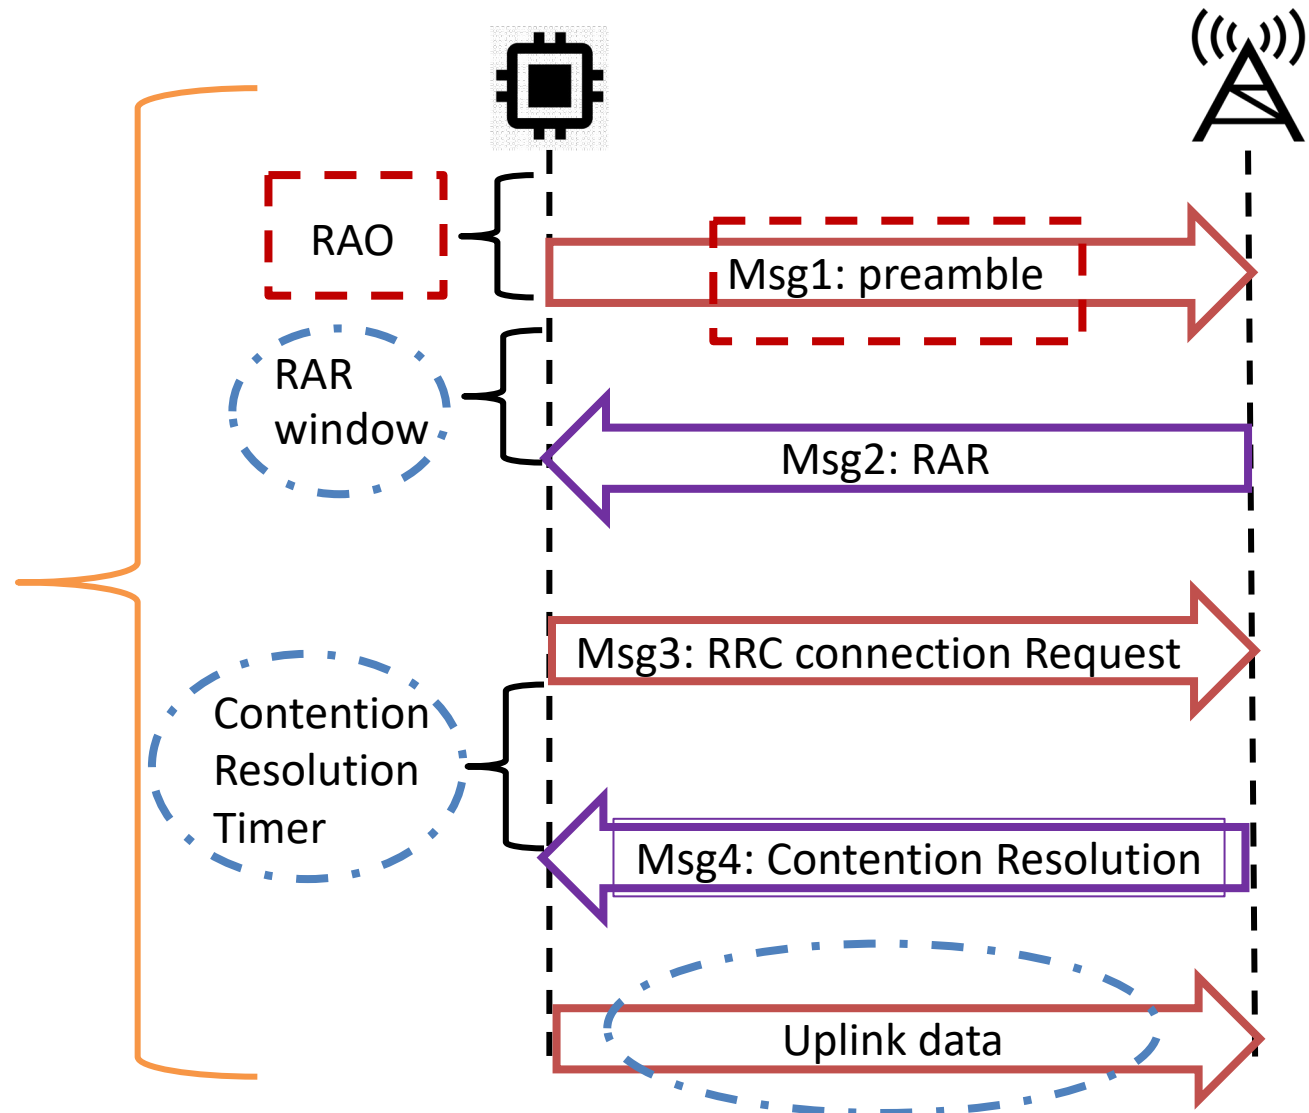 RAO
Msg1: preamble
RAR
window
Msg2: RAR
Msg3: RRC connection Request
Contention
Resolution
Timer
Msg4: Contention Resolution
Uplink data